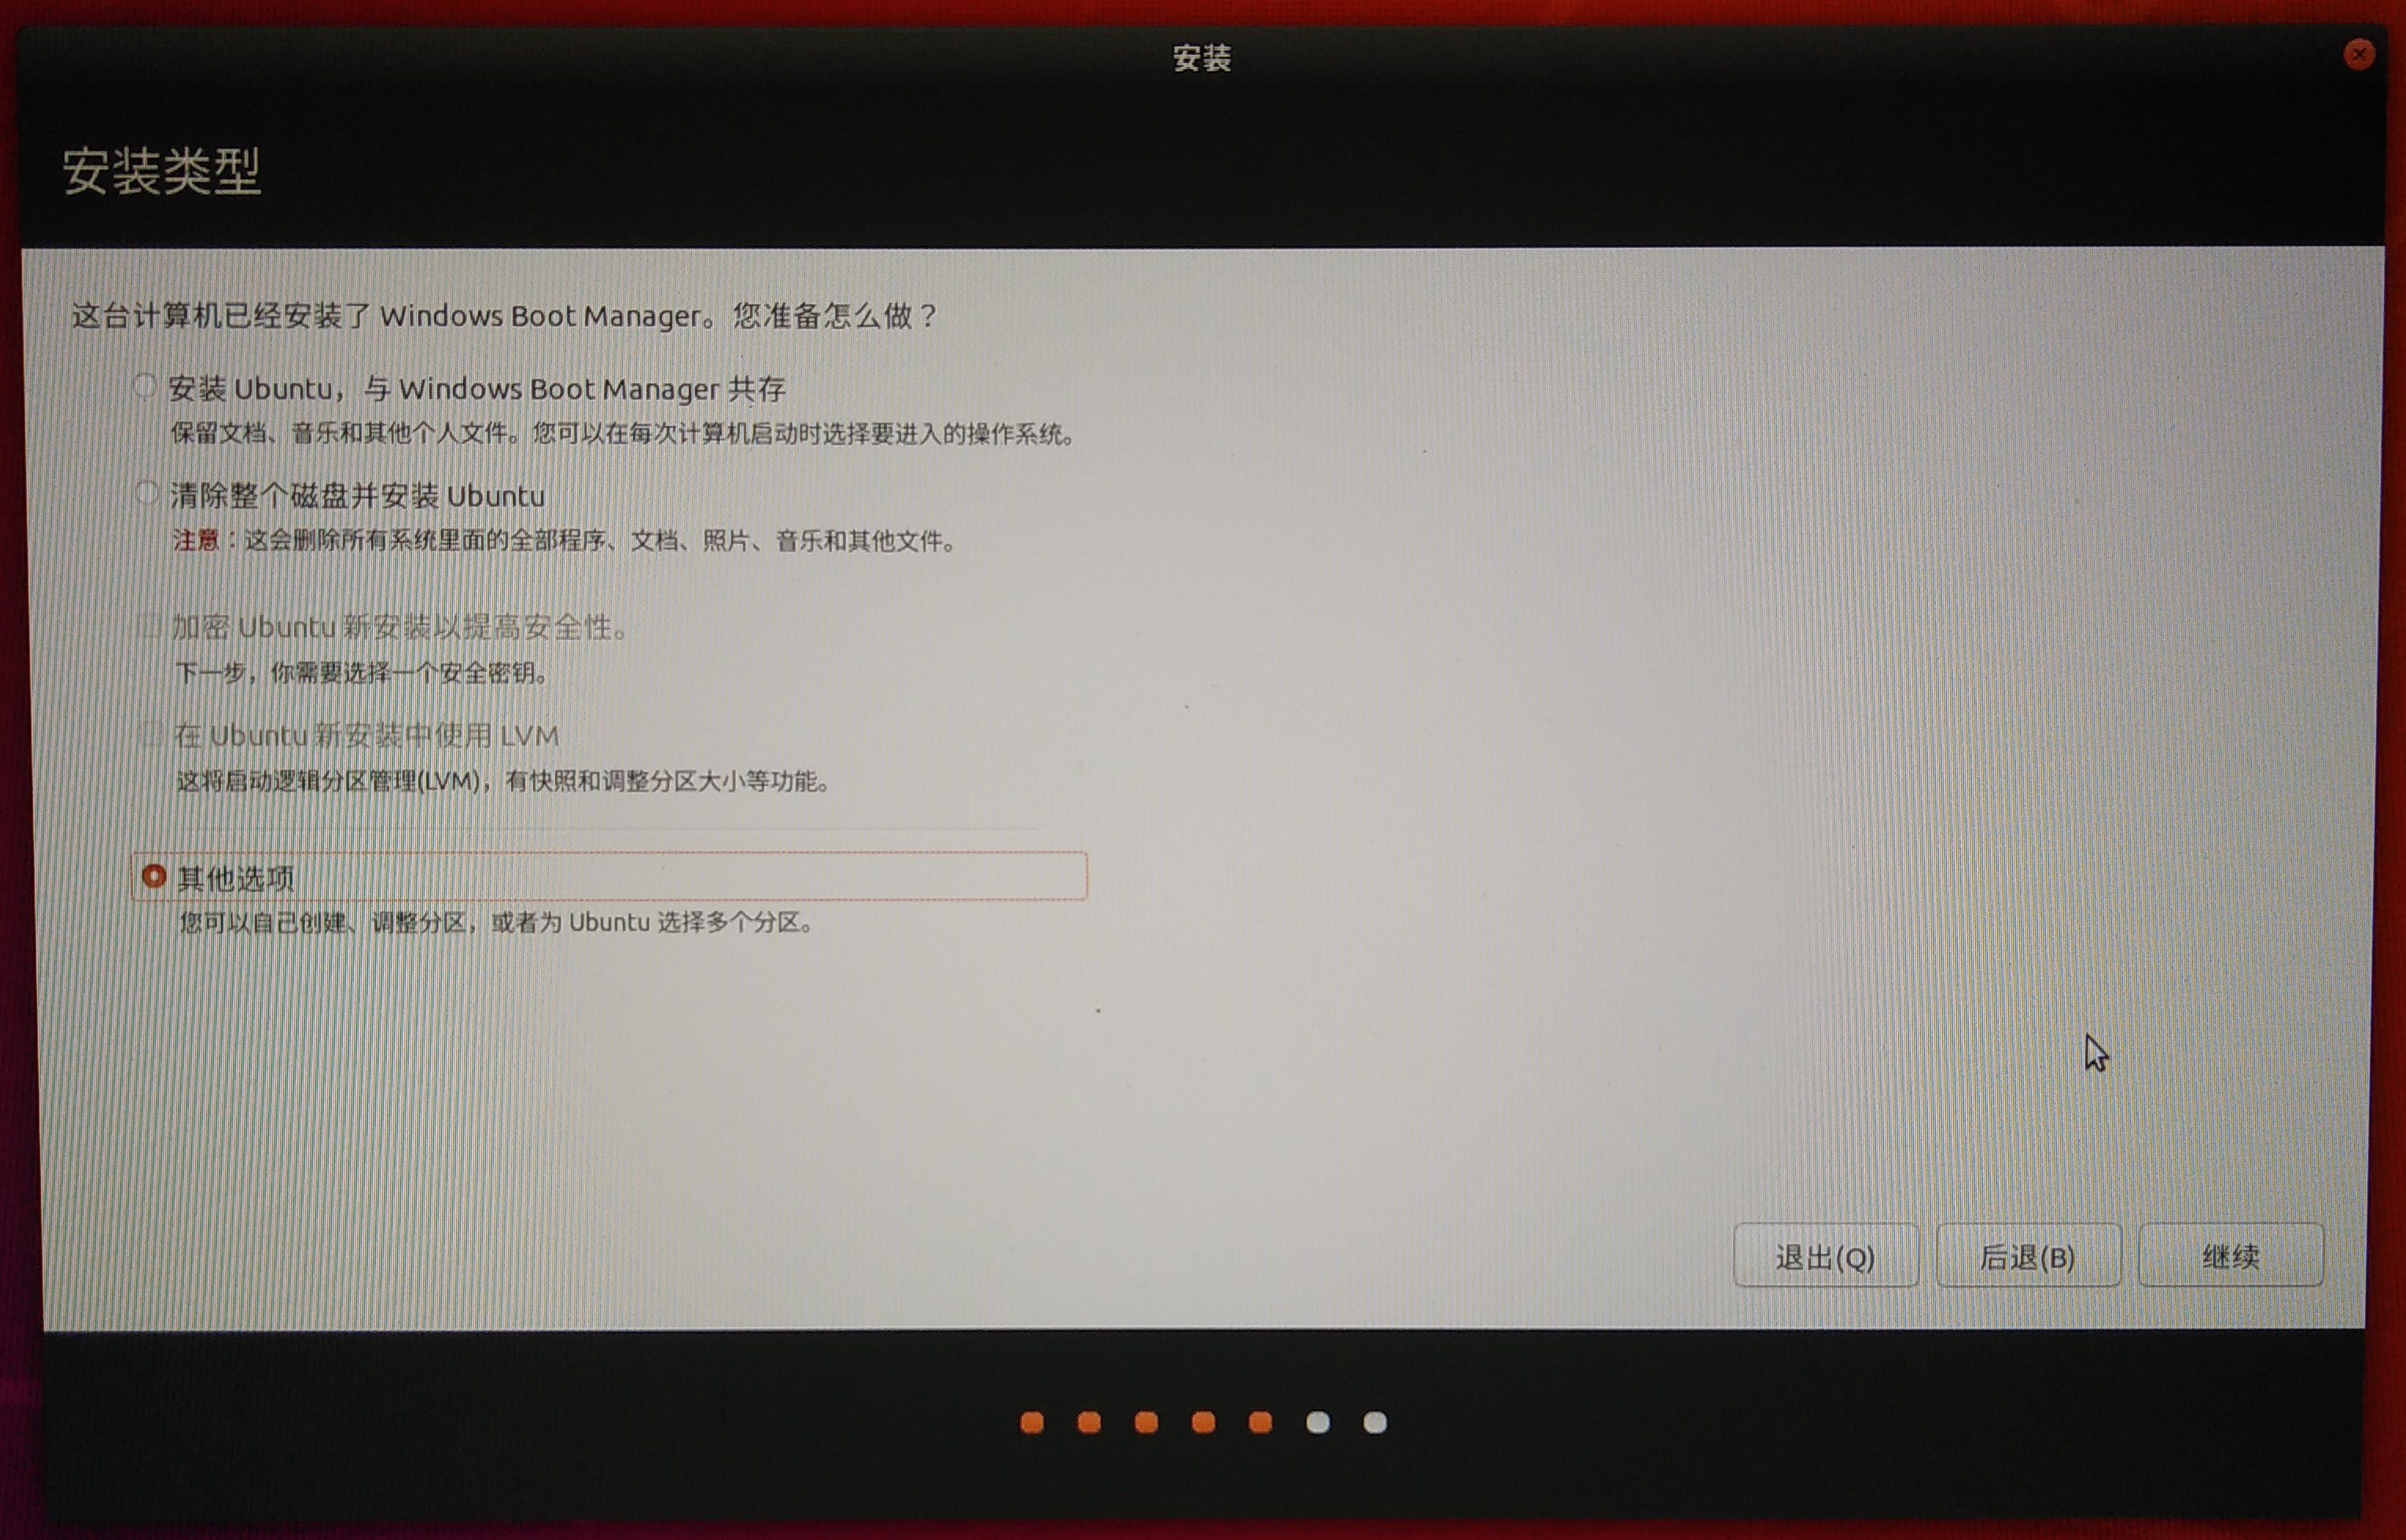 安装
安装类型
这台计算机已经安装了 Windows Boot Manager。您准备怎么做？
安装 Ubuntu，与 Windows Boot Manager 共存
保留文档、音乐和其他个人文件。您可以在每次计算机启动时选择要进入的操作系统。
清除整个磁盘并安装 Ubuntu
注意：这会删除所有系统里面的全部程序、文档、照片、音乐和其他文件。
加密 Ubuntu 新安装以提高安全性。
下一步，你需要选择一个安全密钥。
在 Ubuntu 新安装中使用 LVM
这将启动逻辑分区管理(LVM)，有快照和调整分区大小等功能。
其他选项
您可以自己创建、调整分区，或者为 Ubuntu 选择多个分区。
退出(Q) 后退(B) 继续